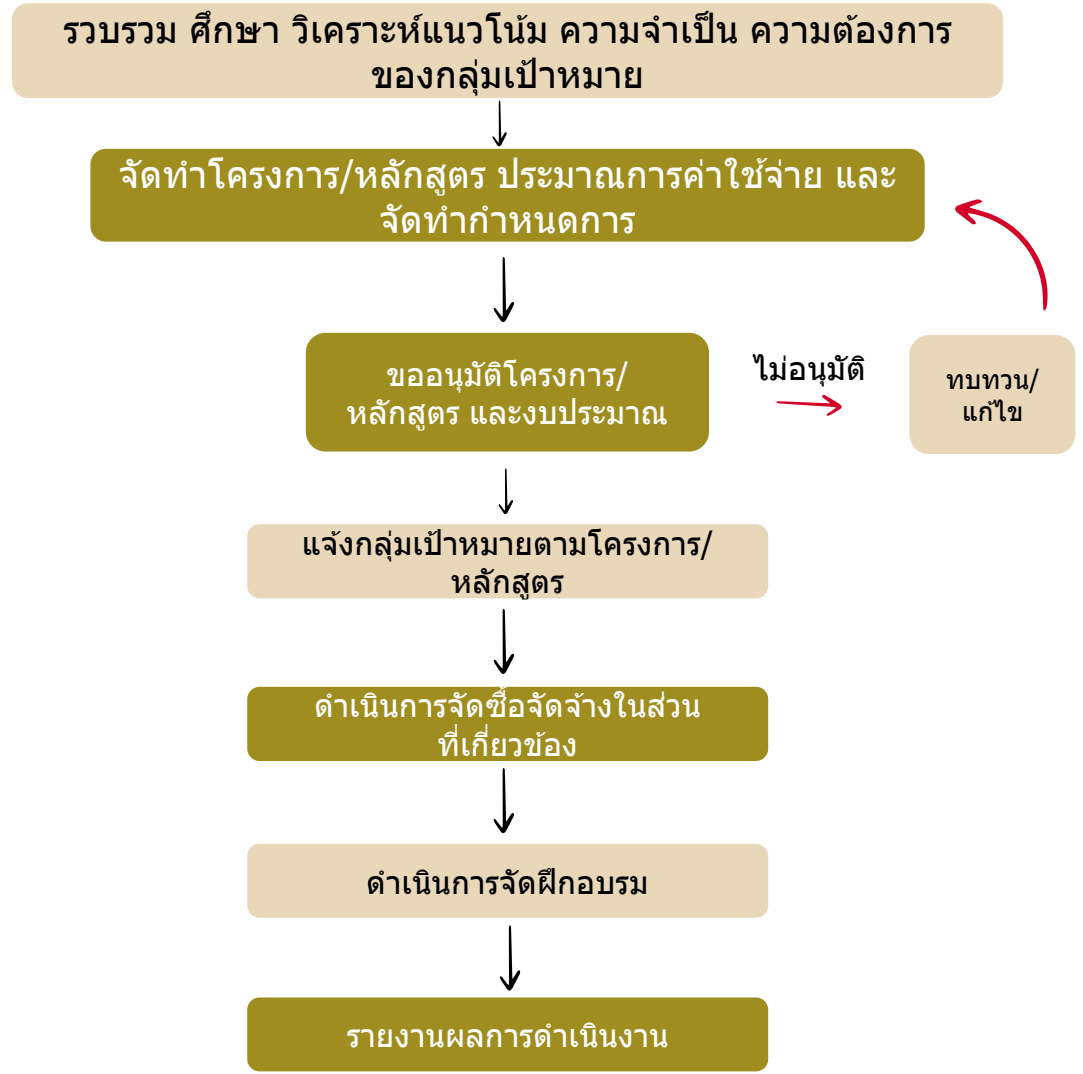 รวบรวม ศึกษา วิเคราะห์แนวโน้ม ความจำเป็น ความต้องการ
ของกลุ่มเป้าหมาย
จัดทำโครงการ/หลักสูตร ประมาณการค่าใช้จ่าย และ
จัดทำกำหนดการ
ขออนุมัติโครงการ/
หลักสูตร และงบประมาณ
ไม่อนุมัติ
ทบทวน/
แก้ไข
แจ้งกลุ่มเป้าหมายตามโครงการ/
หลักสูตร
ดำเนินการจัดซื้อจัดจ้างในส่วน
ที่เกี่ยวข้อง
ดำเนินการจัดฝึกอบรม
รายงานผลการดำเนินงาน